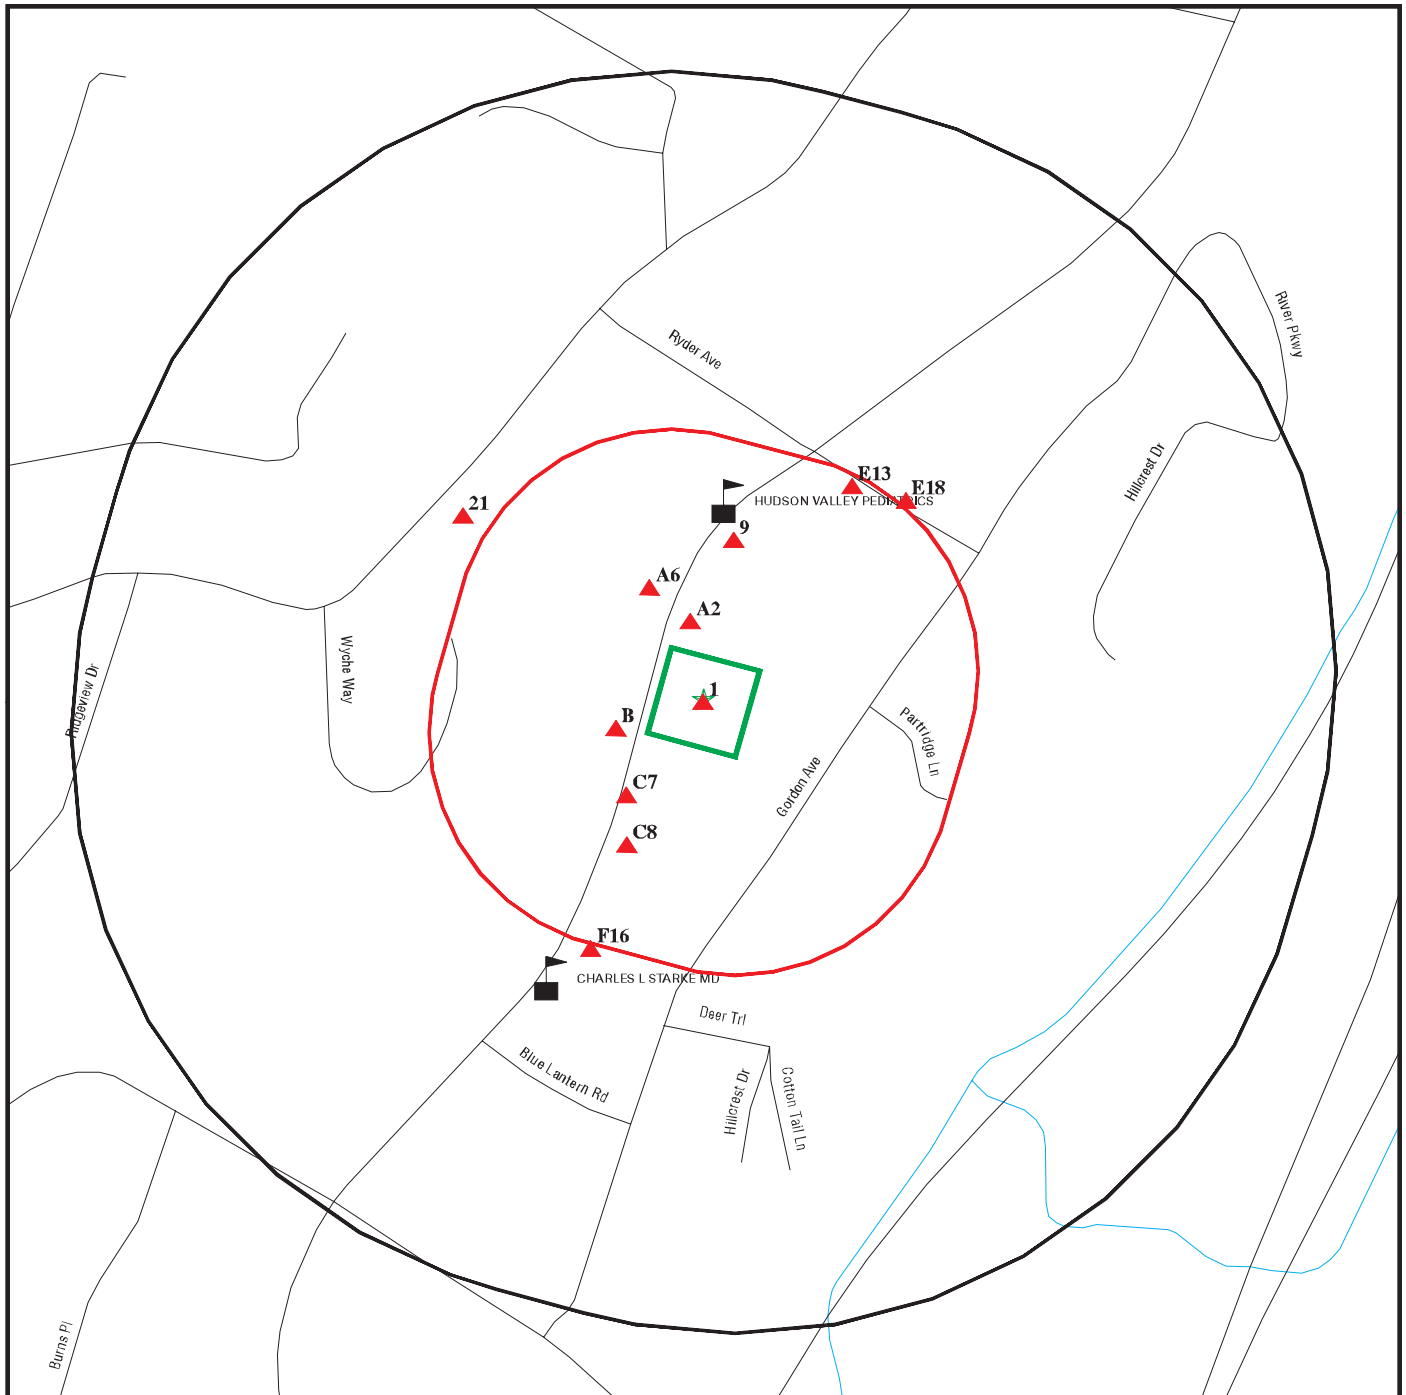 River Pkwy
Ryder Ave
Hillcrest Dr
E13
E18
HUDSON VALLEY PEDIATRICS
21
9
A6
A2
Wyche Way
Ridgeview Dr
1
B
Partridge Ln
Gordon Ave
C7
C8
F16
CHARLES L STARKE MD
Deer Trl
Blue Lantern Rd
Hillcrest Dr
Cotton Tail Ln
Burns Pl